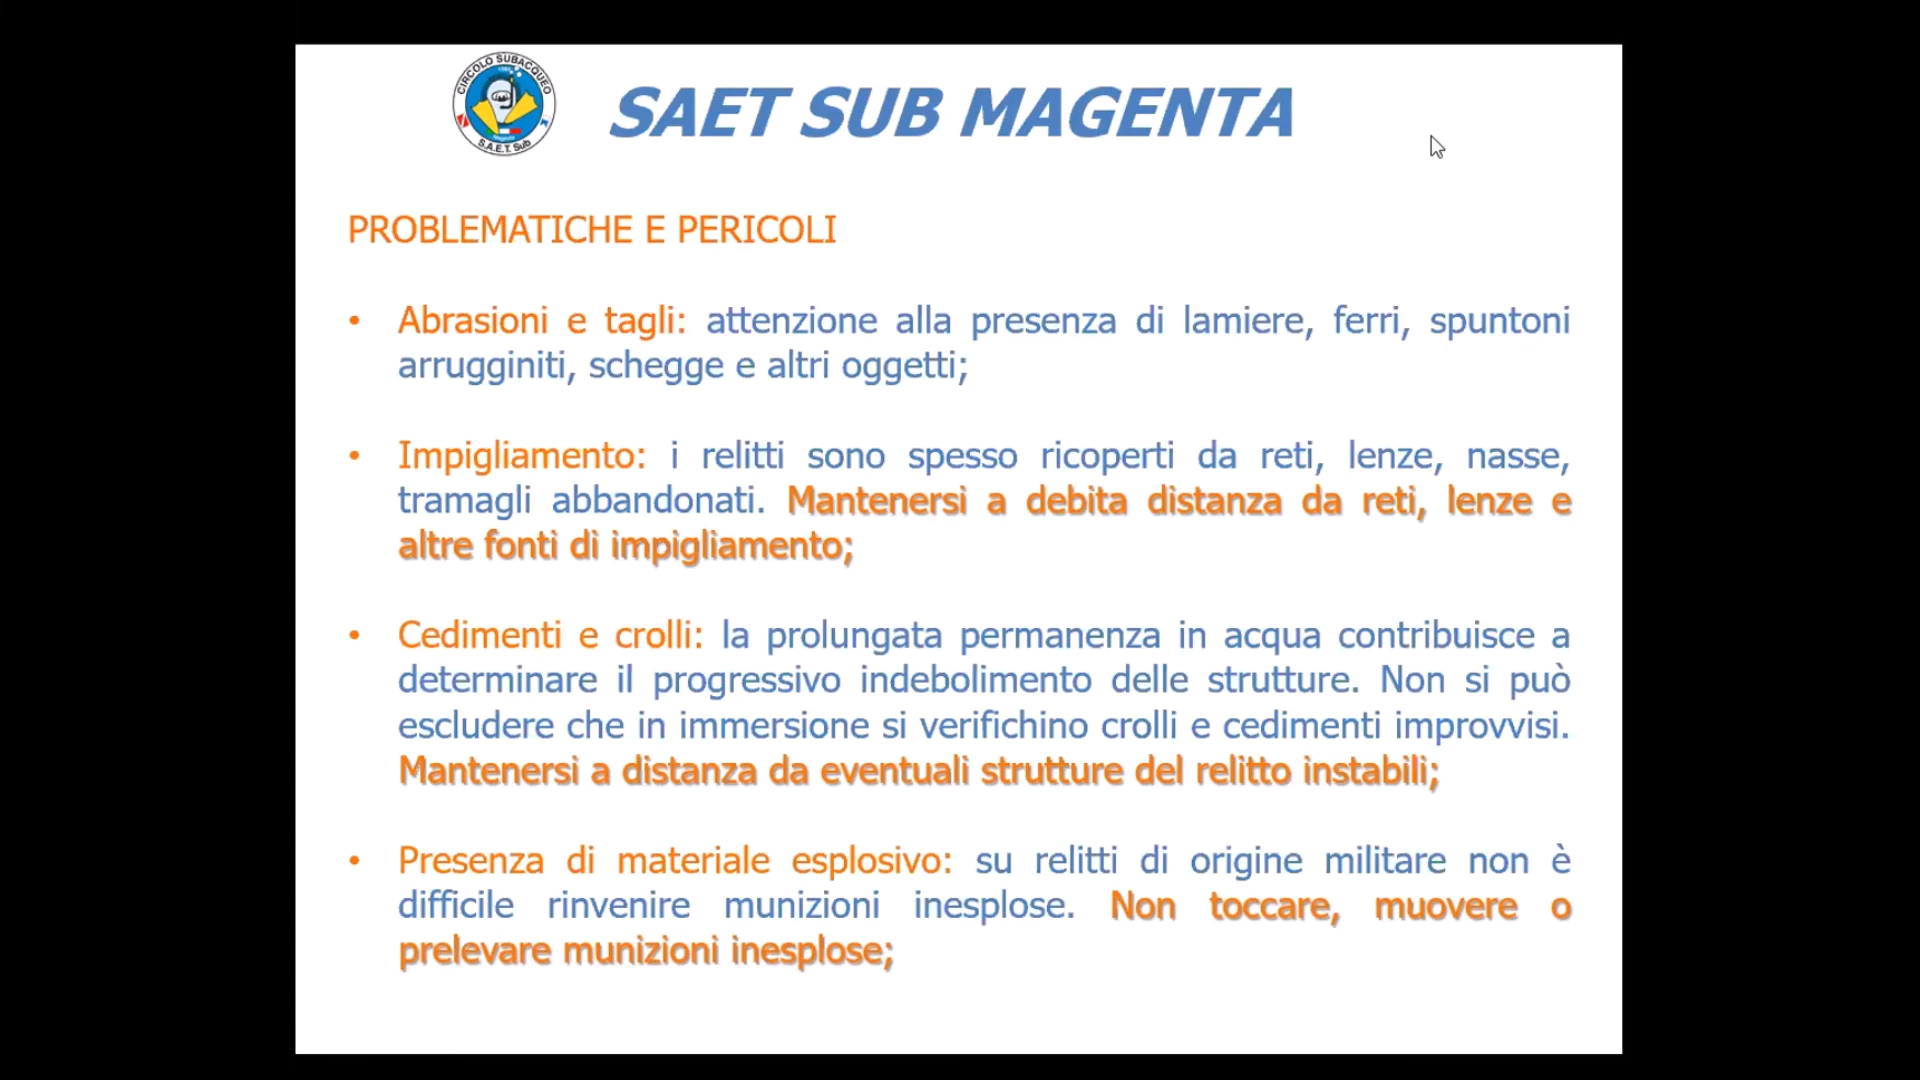 CIRCOLO SUBACQUEO
S.A.E.T. Sub
SAET SUB MAGENTA
PROBLEMATICHE E PERICOLI
• Abrasioni e tagli: attenzione alla presenza di lamiere, ferri, spuntoni
arrugginiti, schegge e altri oggetti;
• Impigliamento: i relitti sono spesso ricoperti da reti, lenze, nasse,
tramagli abbandonati. Mantenersi a debita distanza da reti, lenze e
altre fonti di impigliamento;
• Cedimenti e crolli: la prolungata permanenza in acqua contribuisce a
determinare il progressivo indebolimento delle strutture. Non si può
escludere che in immersione si verifichino crolli e cedimenti improvvisi.
Mantenersi a distanza da eventuali strutture del relitto instabili;
• Presenza di materiale esplosivo: su relitti di origine militare non è
difficile rinvenire munizioni inesplose. Non toccare, muovere o
prelevare munizioni inesplose;